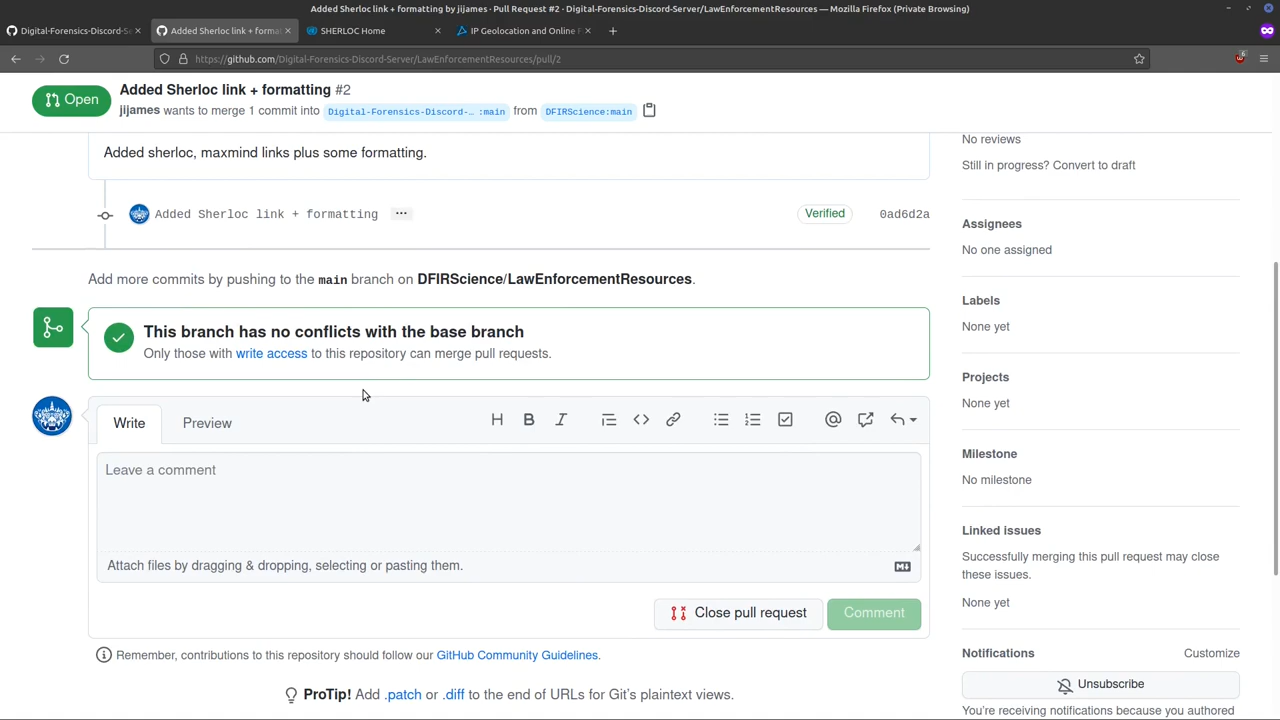 Added Sherloc link + formatting by jijames · Pull Request #2 · Digital-Forensics-Discord-Server/LawEnforcementResources — Mozilla Firefox (Private Browsing)
Digital-Forensics-Discord-S
Added Sherloc link + format
SHERLOC Home
IP Geolocation and Online F
https://github.com/Digital-Forensics-Discord-Server/LawEnforcementResources/pull/2
6
Open
Added Sherloc link + formatting #2
jijames wants to merge 1 commit into Digital-Forensics-Discord-… :main from DFIRScience:main
Added sherloc, maxmind links plus some formatting.
Added Sherloc link + formatting ...
Verified
0ad6d2a
Add more commits by pushing to the main branch on DFIRScience/LawEnforcementResources.
This branch has no conflicts with the base branch
Only those with write access to this repository can merge pull requests.
Write
Preview
Leave a comment
Attach files by dragging & dropping, selecting or pasting them.
Close pull request
Comment
Remember, contributions to this repository should follow our GitHub Community Guidelines.
ProTip! Add .patch or .diff to the end of URLs for Git's plaintext views.
No reviews
Still in progress? Convert to draft
Assignees
No one assigned
Labels
None yet
Projects
None yet
Milestone
No milestone
Linked issues
Successfully merging this pull request may close
these issues.
None yet
Notifications
Customize
Unsubscribe
You're receiving notifications because you authored